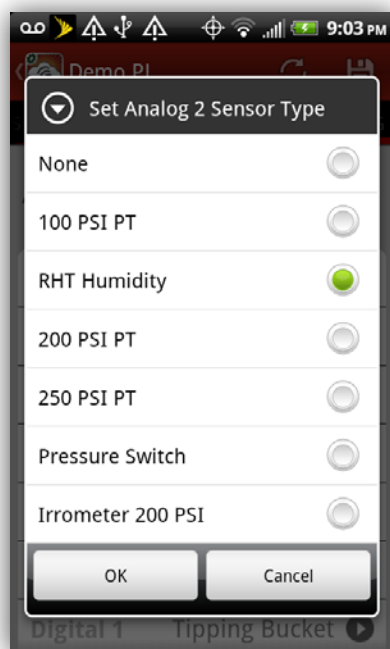 9:03 PM
Demo PI
Set Analog 2 Sensor Type
None
100 PSI PT
RHT Humidity
200 PSI PT
250 PSI PT
Pressure Switch
Irrometer 200 PSI
OK Cancel
Digital 1 Tipping Bucket